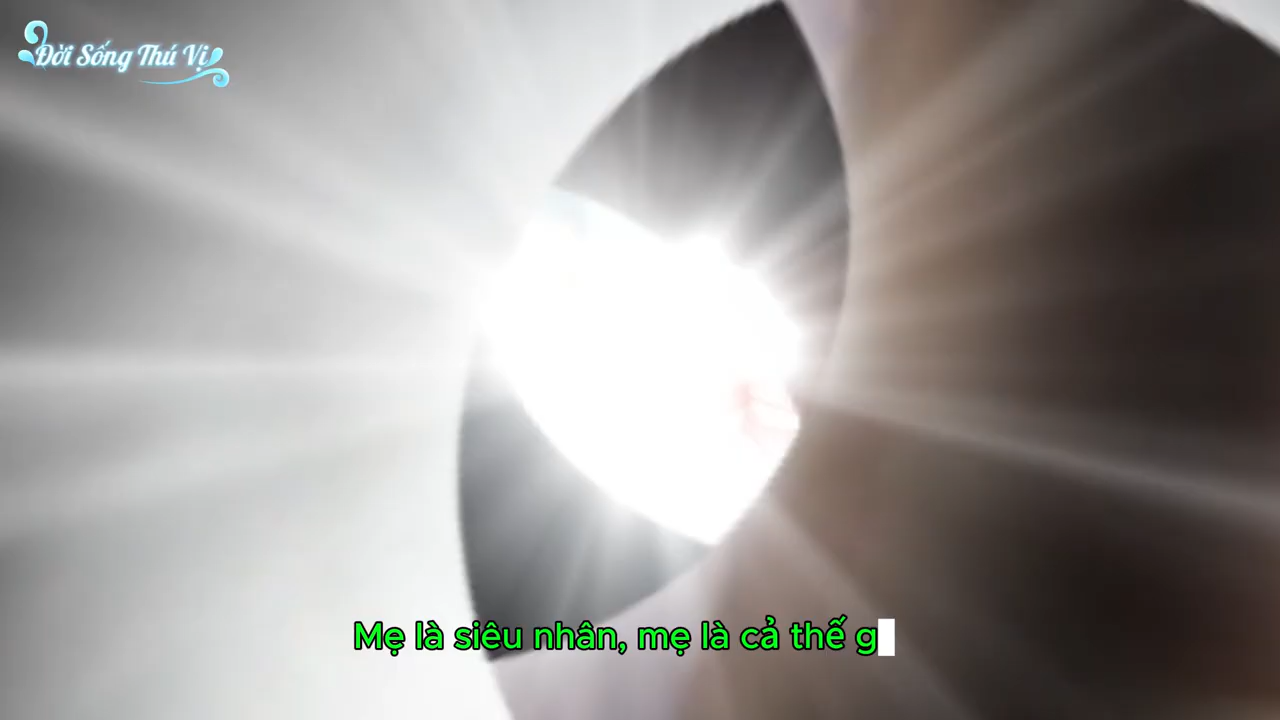 Đời Sống Thú Vị
Mẹ là siêu nhân, mẹ là cả thế g